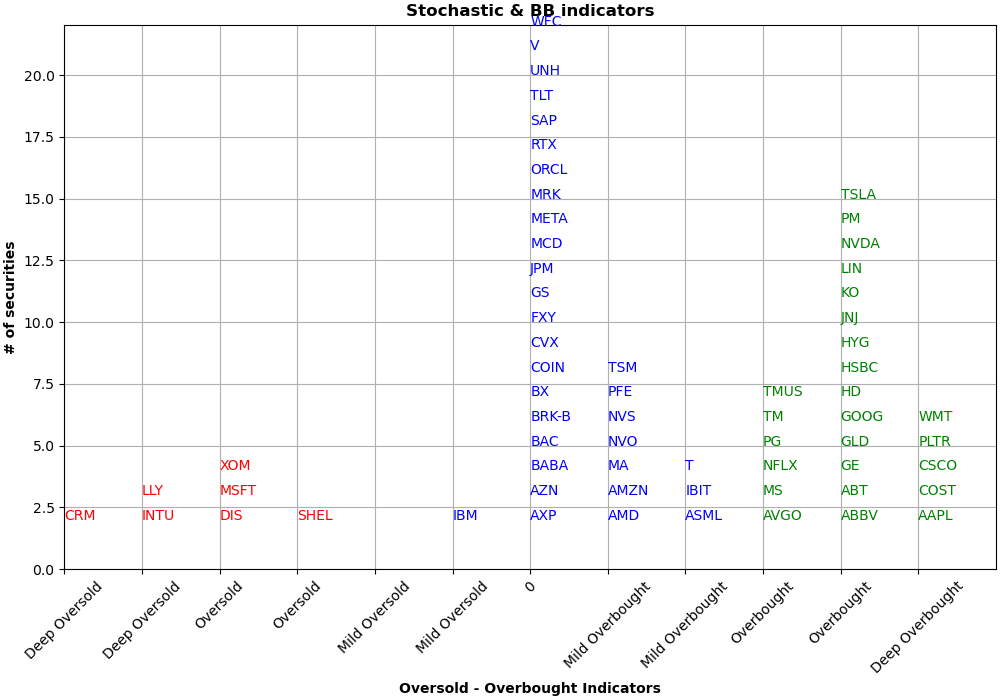 Stochastic & BB indicators
# of securities
20.0
17.5
15.0
12.5
10.0
7.5
5.0
2.5
0.0
CRM
LLY
INTU
XOM
MSFT
DIS
SHEL
IBM
WFC
V
UNH
TLT
SAP
RTX
ORCL
MRK
META
MCD
JPM
GS
FXY
CVX
COIN
BX
BRK-B
BAC
BABA
AZN
AXP
TSM
PFE
NVS
NVO
MA
AMZN
AMD
T
IBIT
ASML
TMUS
TM
PG
NFLX
MS
AVGO
TSLA
PM
NVDA
LIN
KO
JNJ
HYG
HSBC
HD
GOOG
GLD
GE
ABT
ABBV
WMT
PLTR
CSCO
COST
AAPL
Deep Oversold
Deep Oversold
Oversold
Oversold
Mild Oversold
Mild Oversold
0
Mild Overbought
Mild Overbought
Overbought
Overbought
Deep Overbought
Oversold - Overbought Indicators